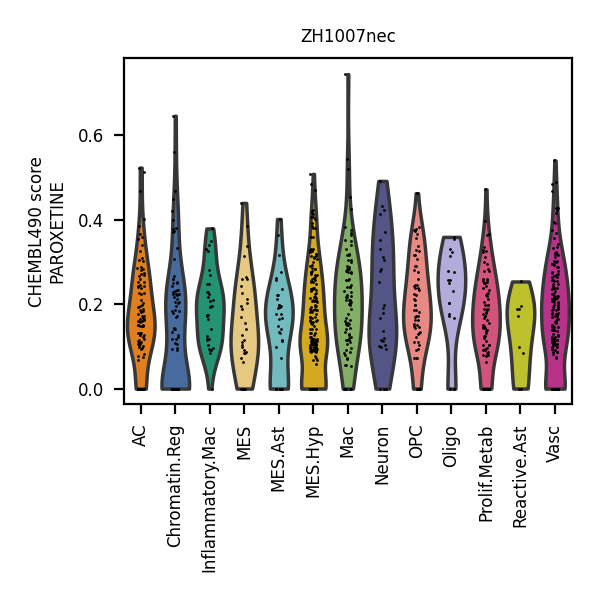 ZH1007nec
CHEMBL490 score
PAROXETINE
0.6
0.4
0.2
0.0
AC
Chromatin.Reg
Inflammatory.Mac
MES
MES.Ast
MES.Hyp
Mac
Neuron
OPC
Oligo
Prolif.Metab
Reactive.Ast
Vasc